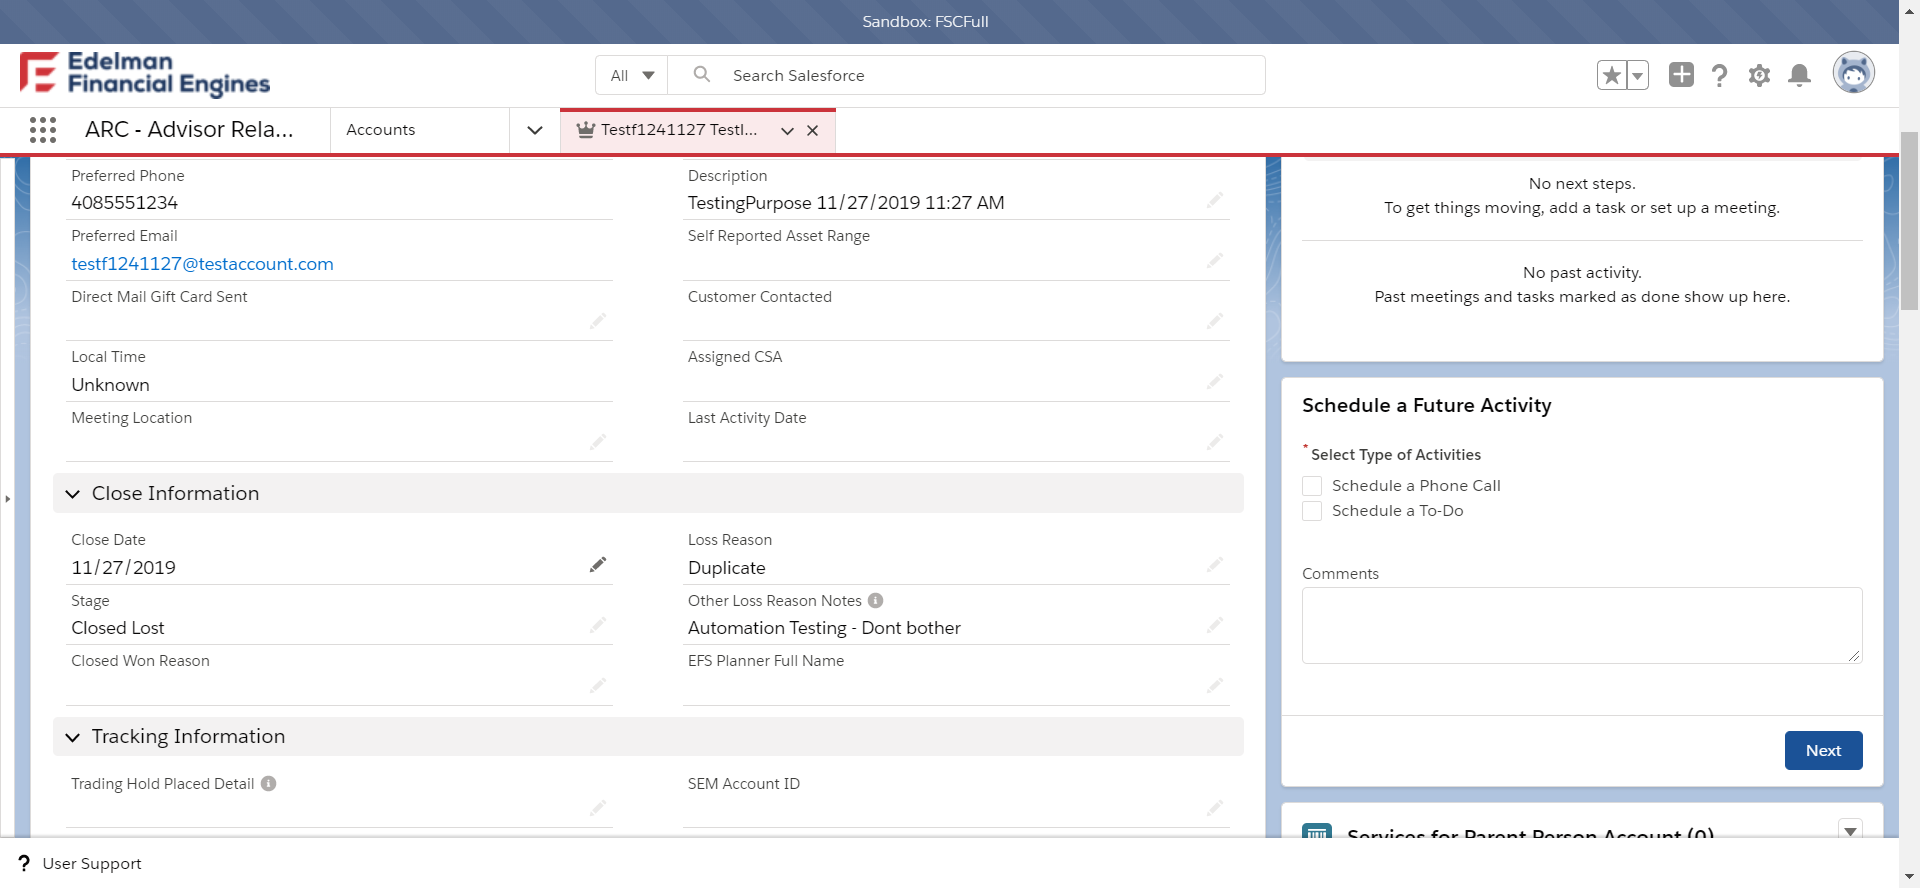 Sandbox: FSCFull
Edelman
Financial Engines
All
Search Salesforce
ARC - Advisor Rela...
Accounts
Testf1241127 Testl...
Preferred Phone
4085551234
Description
TestingPurpose 11/27/2019 11:27 AM
Preferred Email
testf1241127@testaccount.com
Self Reported Asset Range
Direct Mail Gift Card Sent
Customer Contacted
Local Time
Unknown
Assigned CSA
Meeting Location
Last Activity Date
Close Information
Close Date
11/27/2019
Loss Reason
Duplicate
Stage
Closed Lost
Other Loss Reason Notes
Automation Testing - Dont bother
Closed Won Reason
EFS Planner Full Name
Tracking Information
Trading Hold Placed Detail
SEM Account ID
No next steps.
To get things moving, add a task or set up a meeting.
No past activity.
Past meetings and tasks marked as done show up here.
Schedule a Future Activity
* Select Type of Activities
Schedule a Phone Call
Schedule a To-Do
Comments
Next
Services for Parent Person Account (0)
? User Support